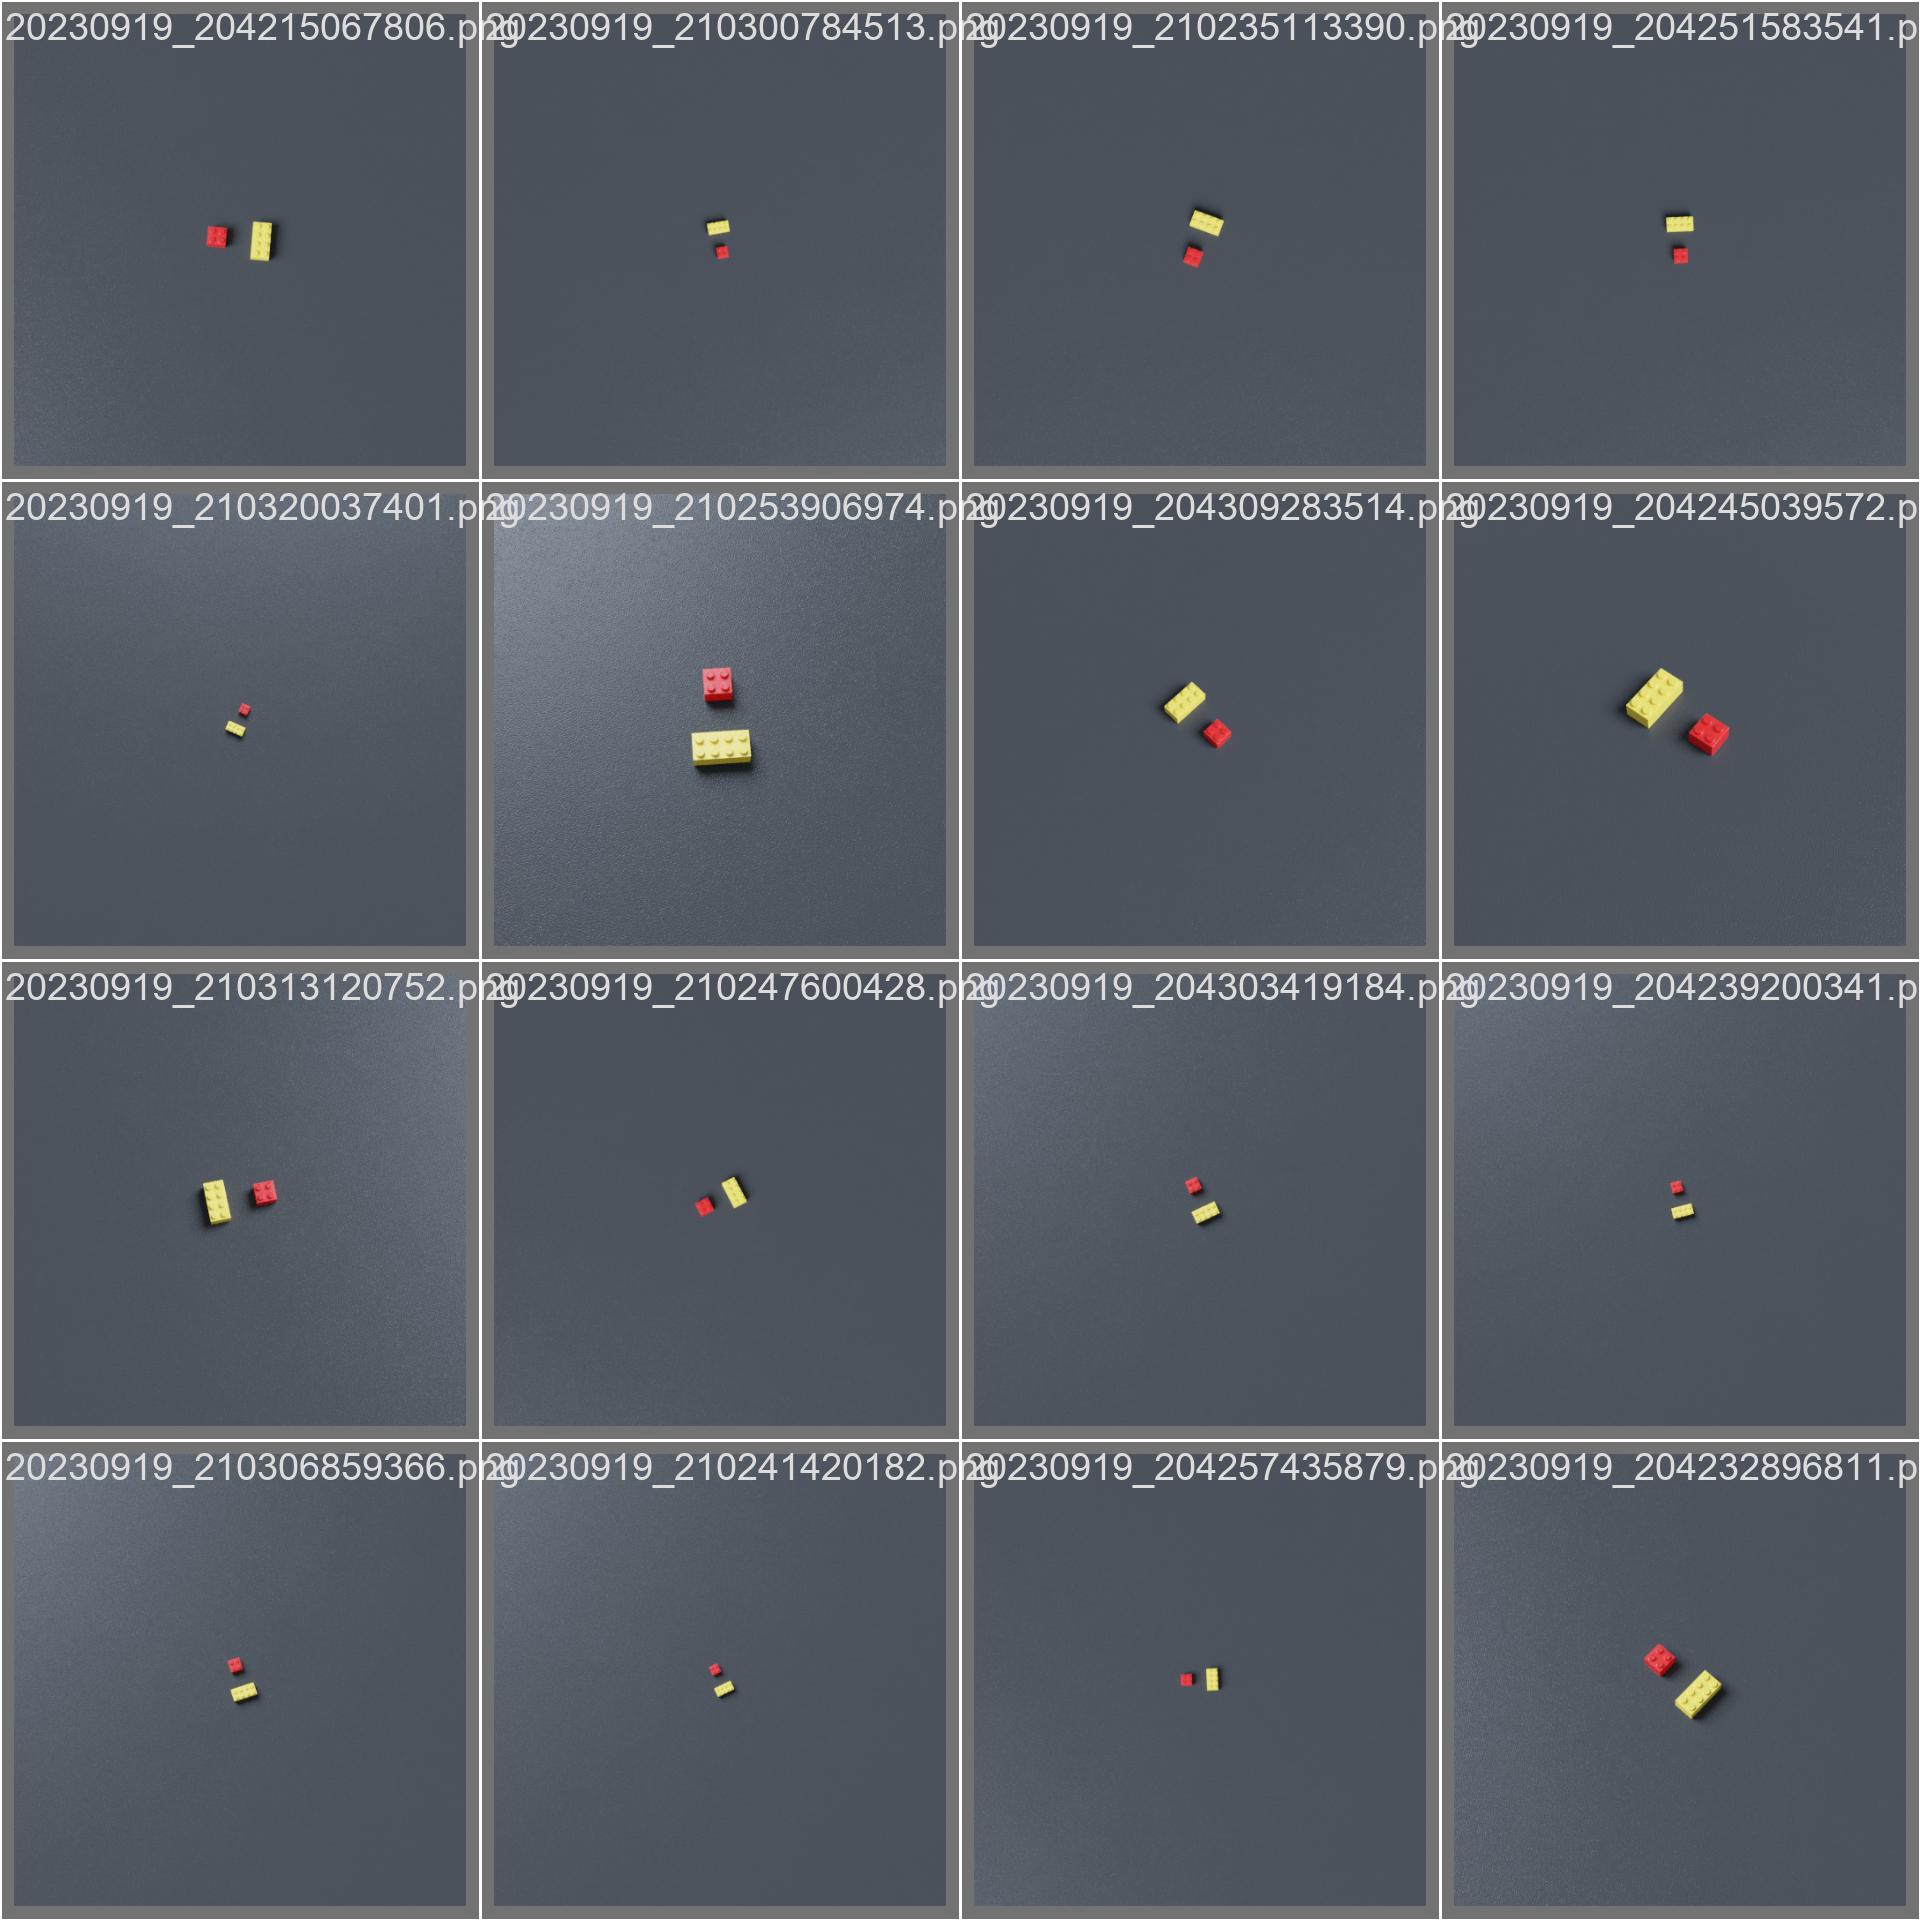 20230919_204215067806.png
20230919_210300784513.png
20230919_210235113390.png
20230919_204251583541.p
20230919_210320037401.png
20230919_210253906974.png
20230919_204309283514.png
20230919_204245039572.p
20230919_210313120752.png
20230919_210247600428.png
20230919_204303419184.png
20230919_204239200341.p
20230919_210306859366.png
20230919_210241420182.png
20230919_204257435879.png
20230919_204232896811.p